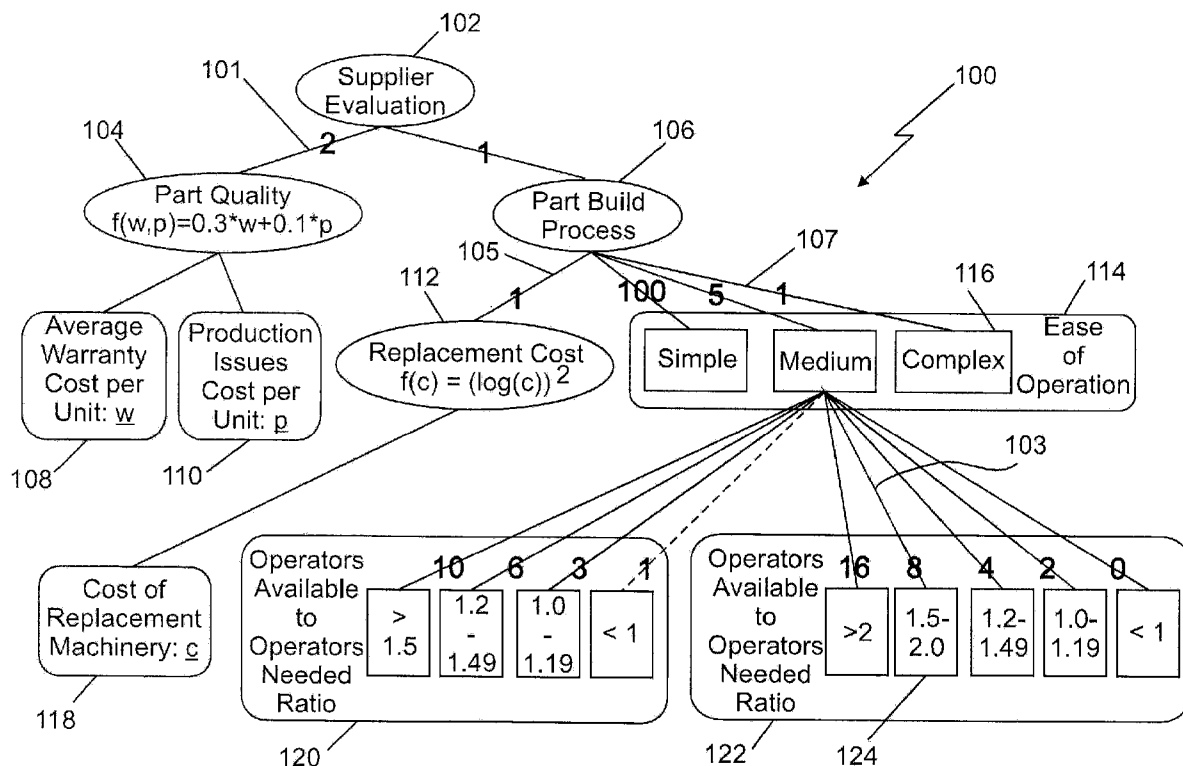 102
Supplier
Evaluation
101
100
104
2
1
106
Part Quality
f(w,p)=0.3*w+0.1*p
Part Build
Process
105
107
112
1
100
5
1
116
114
Average
Warranty
Cost per
Unit: w
Production
Issues
Cost per
Unit: p
Replacement Cost
f(c) = (log(c))2
Simple
Medium
Complex
Ease
of
Operation
108
110
103
Cost of
Replacement
Machinery: c
118
Operators
Available
to
Operators
Needed
Ratio
10
6
3
1
>
1.5
1.2
-
1.49
1.0
-
1.19
< 1
120
Operators
Available
to
Operators
Needed
Ratio
16
8
4
2
0
>2
1.5-
2.0
1.2-
1.49
1.0-
1.19
< 1
122
124